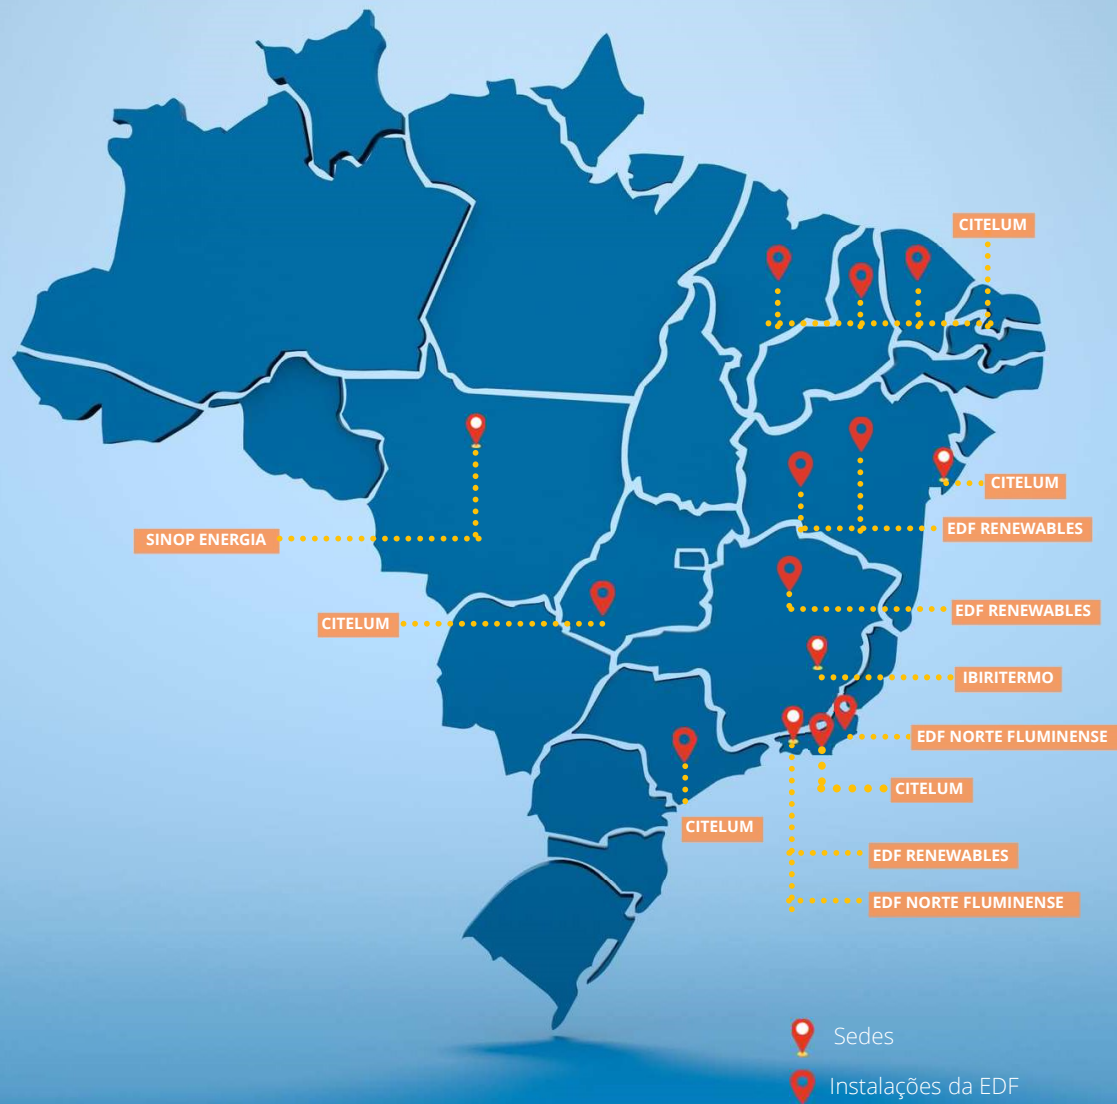 CITELUM
CITELUM
EDF RENEWABLES
SINOP ENERGIA
EDF RENEWABLES
CITELUM
IBIRITERMO
EDF NORTE FLUMINENSE
CITELUM
CITELUM
EDF RENEWABLES
EDF NORTE FLUMINENSE
Sedes
Instalações da EDF